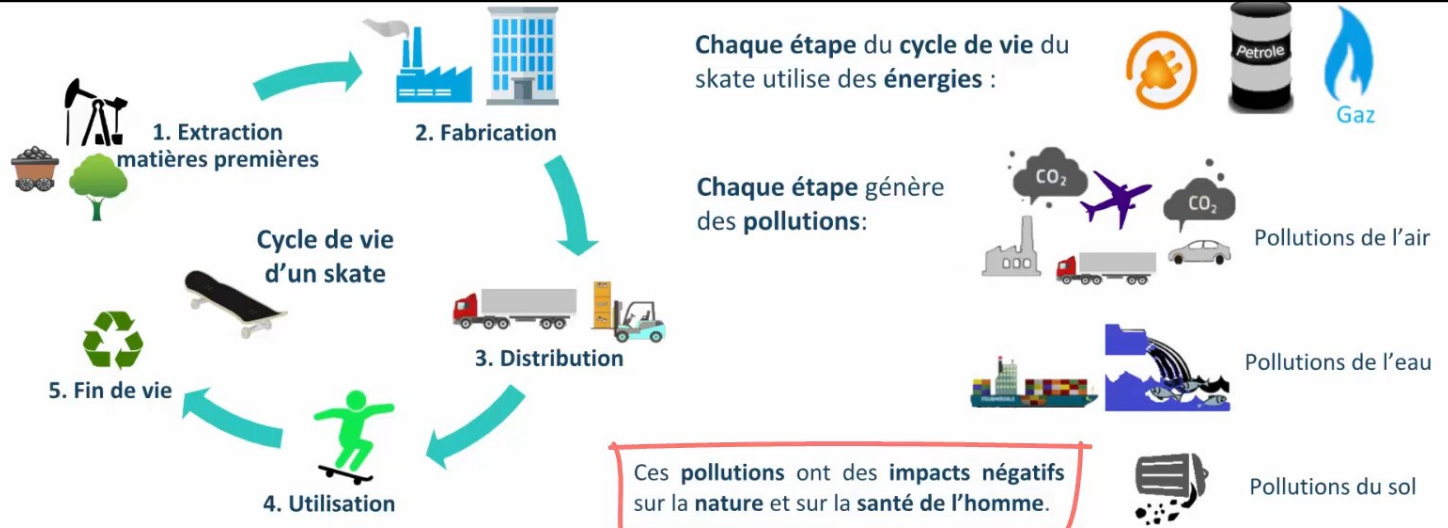 1. Extraction
matières premières
2. Fabrication
3. Distribution
4. Utilisation
5. Fin de vie
Cycle de vie
d'un skate
Chaque étape du cycle de vie du
skate utilise des énergies :
Petrole
Gaz
Chaque étape génère
des pollutions:
CO₂
CO₂
Pollutions de l'air
Pollutions de l'eau
Pollutions du sol
Ces pollutions ont des impacts négatifs
sur la nature et sur la santé de l'homme.